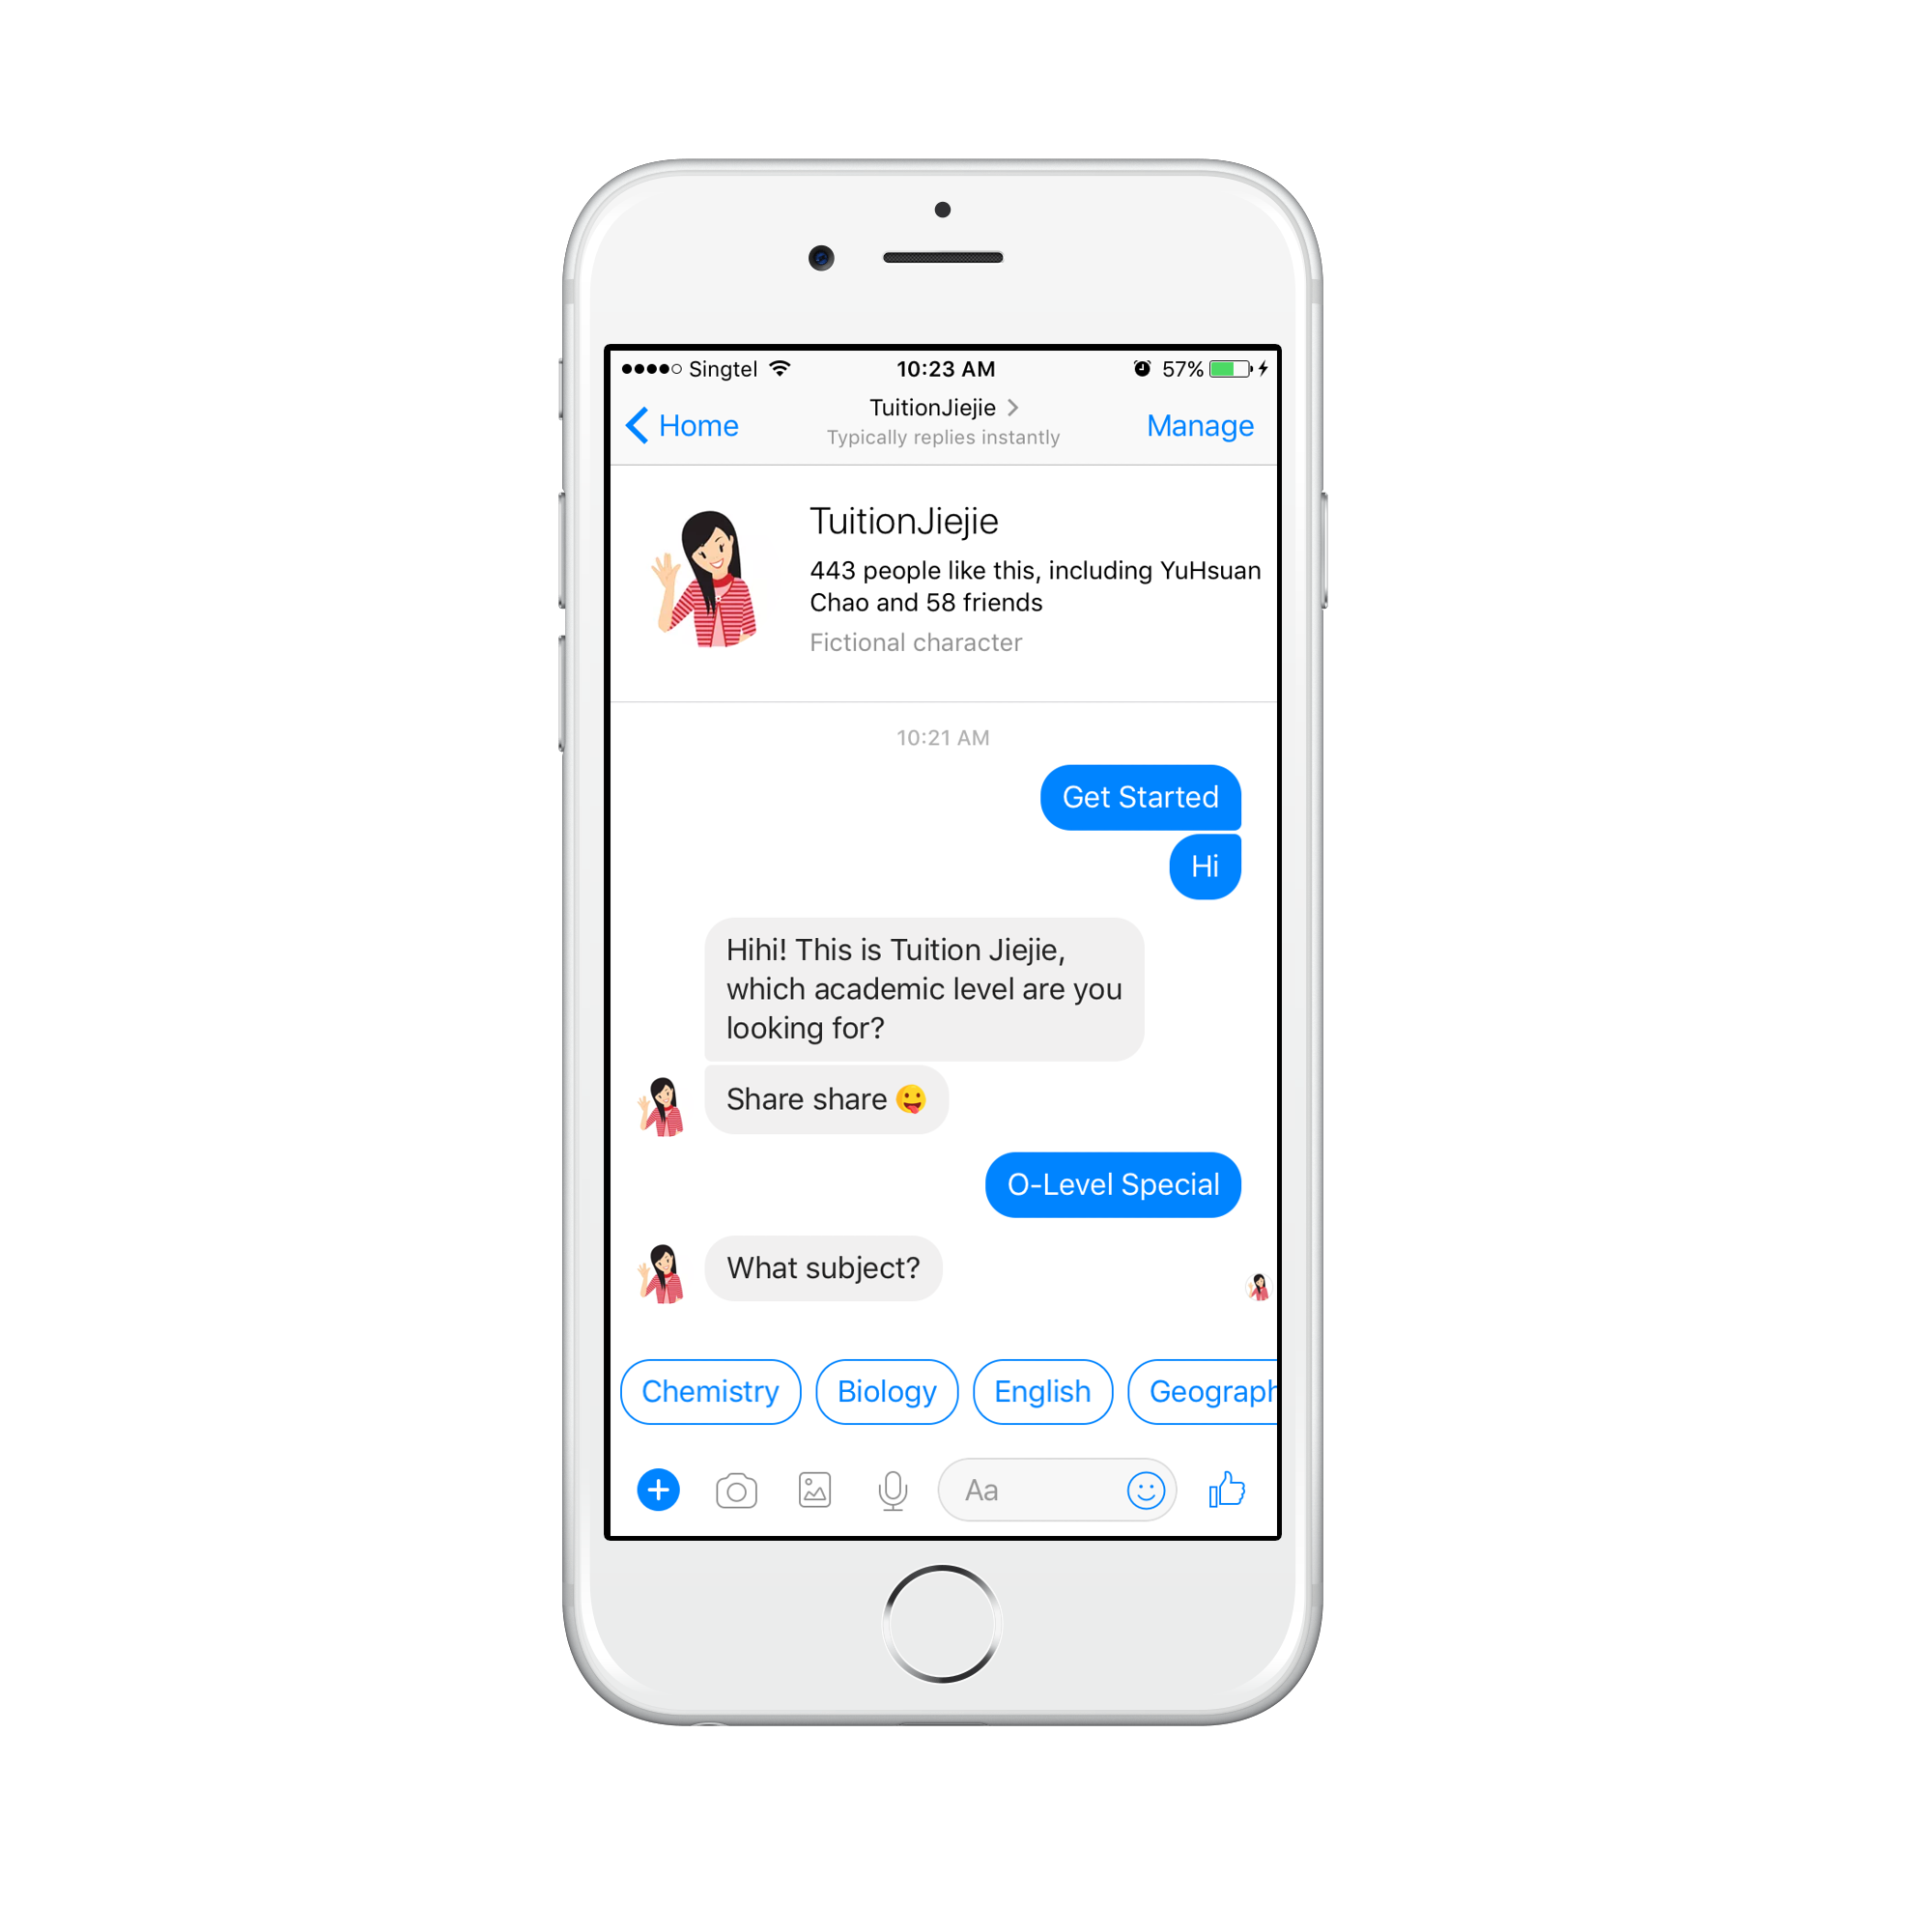 Singtel 10:23 AM 57%
Home TuitionJiejie Manage
Typically replies instantly
TuitionJiejie
443 people like this, including YuHsuan
Chao and 58 friends
Fictional character
10:21 AM
Get Started
Hi
Hihi! This is Tuition Jiejie,
which academic level are you
looking for?
Share share 😛
O-Level Special
What subject?
Chemistry Biology English Geograph
Aa